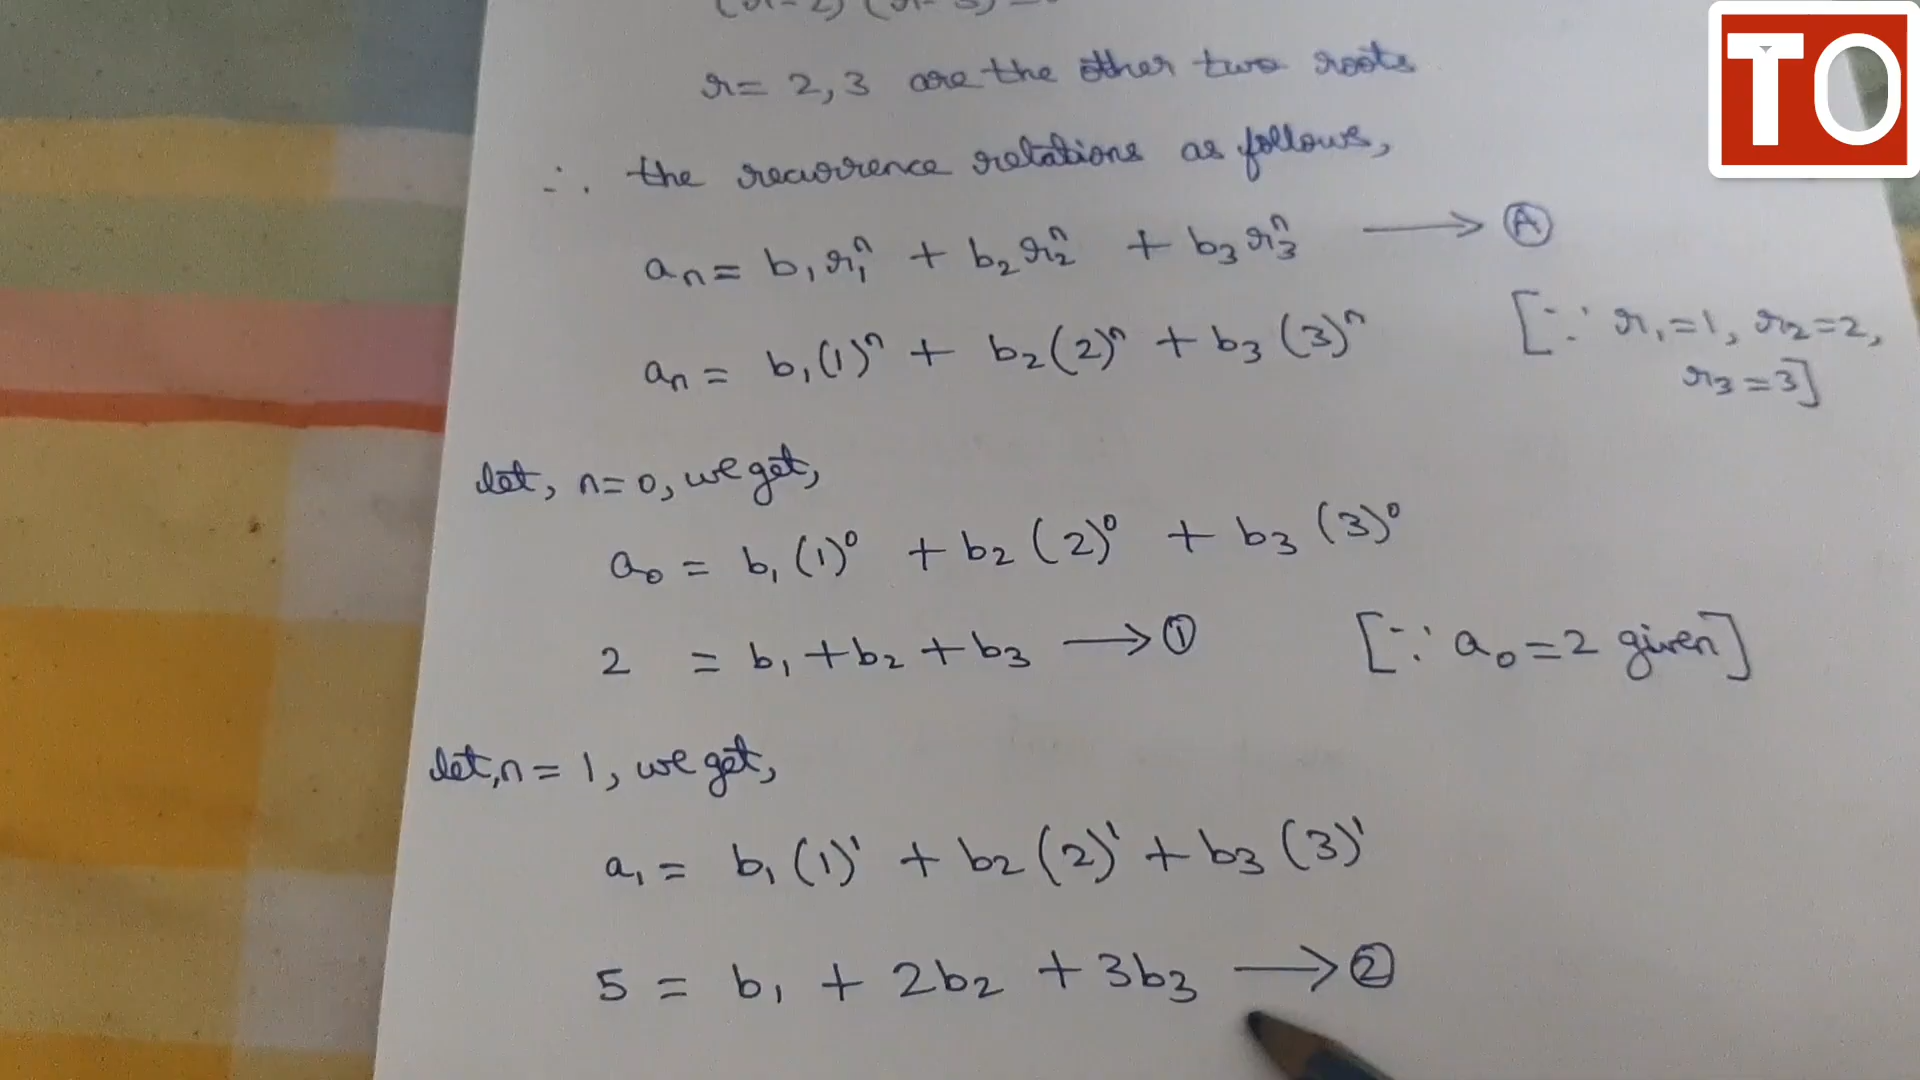 TO
r = 2, 3 are the other two roots
∴ the recurrence relations as follows,
aₙ = b₁r₁ⁿ + b₂r₂ⁿ + b₃r₃ⁿ ⟶ Ⓐ
aₙ = b₁(1)ⁿ + b₂(2)ⁿ + b₃(3)ⁿ [∵ r₁=1, r₂=2,
r₃=3]
let, n=0, we get,
a₀ = b₁(1)⁰ + b₂(2)⁰ + b₃(3)⁰
2 = b₁ + b₂ + b₃ ⟶ ① [∵ a₀=2 given]
let, n = 1, we get,
a₁ = b₁(1)¹ + b₂(2)¹ + b₃(3)¹
5 = b₁ + 2b₂ + 3b₃ ⟶ ②